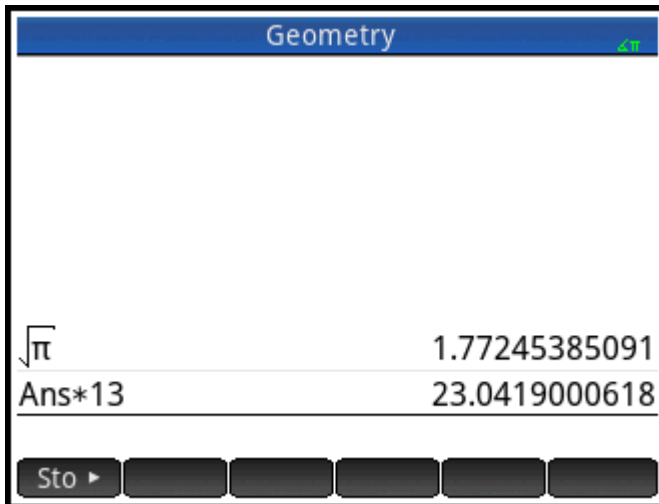 Geometry
∡π
√π 1.77245385091
Ans*13 23.0419000618
Sto ▸